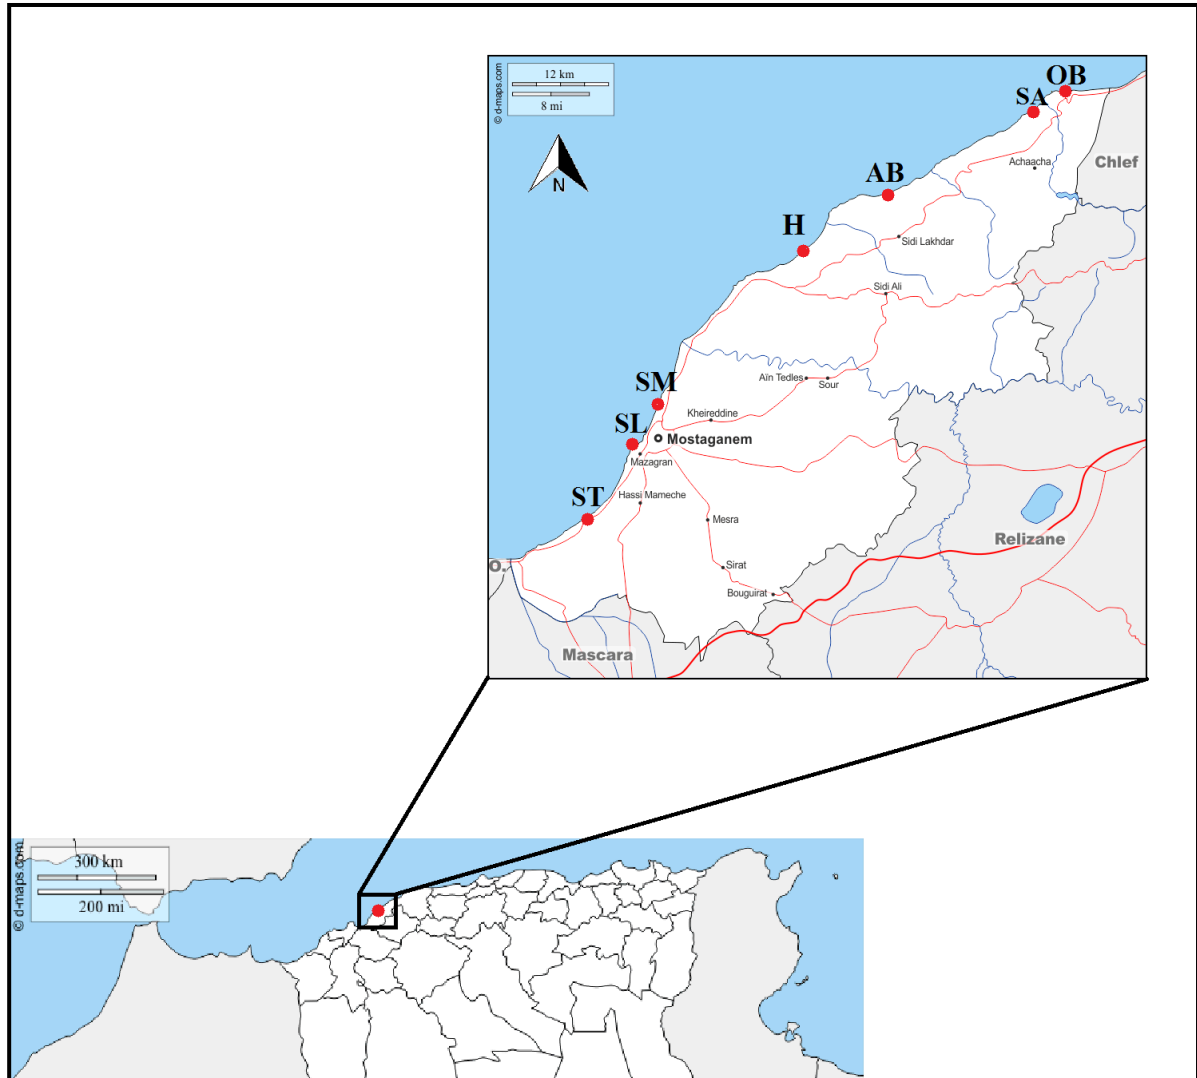 © d-maps.com
12 km
8 mi
N
OB
SA
Achaacha
Chlef
AB
H
Sidi Lakhdar
Sidi Ali
SM
Aïn Tedles
Sour
Kheireddine
SL
Mostaganem
Mazagran
ST
Hassi Mameche
Mesra
Relizane
O.
Sirat
Bouguirat
Mascara
© d-maps.com
300 km
200 mi